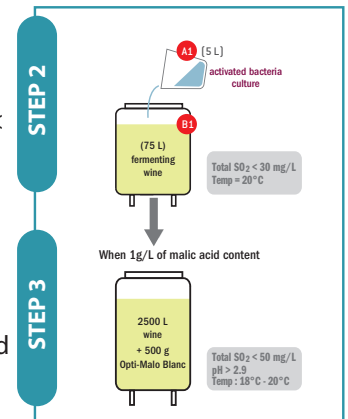 STEP 2
A1 (5 L)
activated bacteria
culture
B1
(75 L)
fermenting
wine
Total SO₂ < 30 mg/L
Temp = 20°C
When 1g/L of malic acid content
STEP 3
2500 L
wine
+ 500 g
Opti-Malo Blanc
Total SO₂ < 50 mg/L
pH > 2.9
Temp : 18°C - 20°C
d